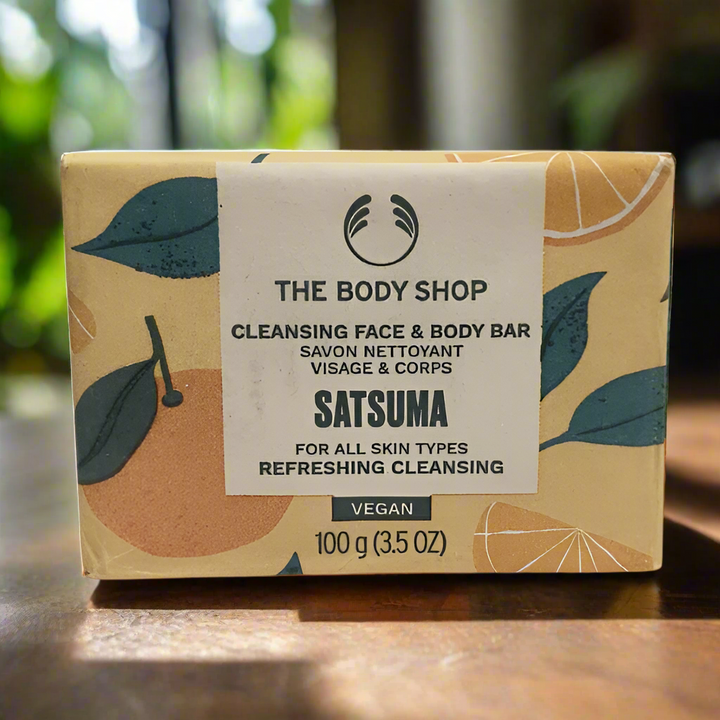 THE BODY SHOP
CLEANSING FACE & BODY BAR
SAVON NETTOYANT
VISAGE & CORPS
SATSUMA
FOR ALL SKIN TYPES
REFRESHING CLEANSING
VEGAN
100 g (3.5 OZ)